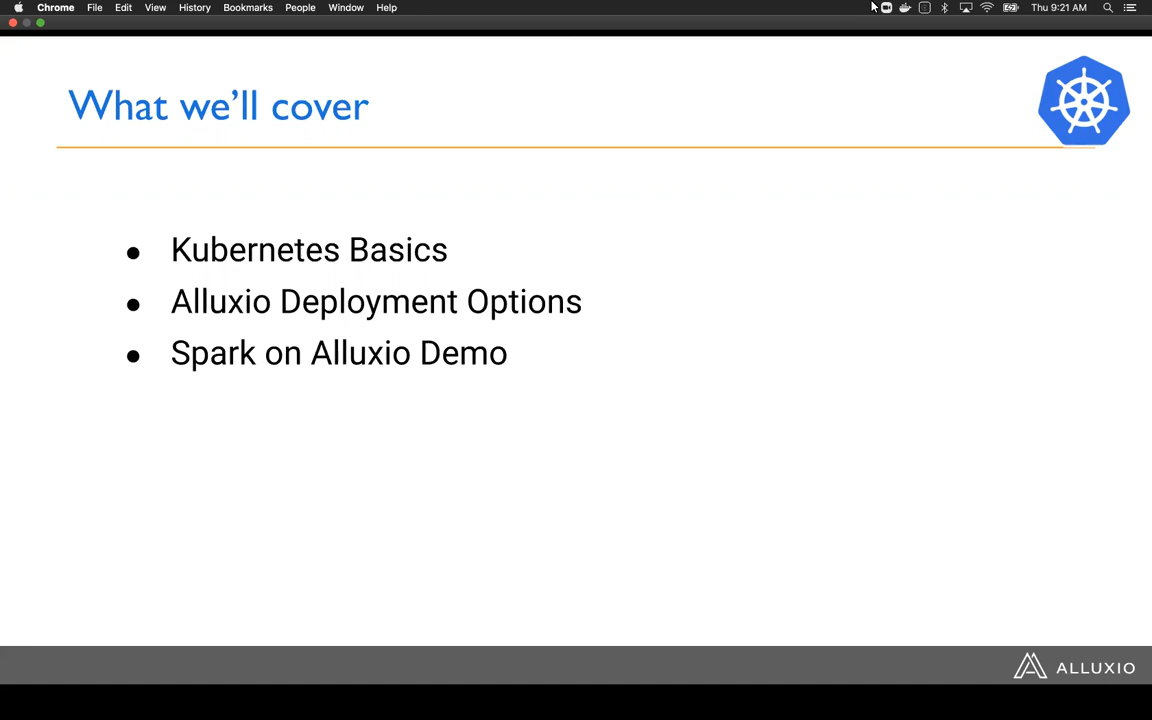 Chrome File Edit View History Bookmarks People Window Help Thu 9:21 AM
What we'll cover
● Kubernetes Basics
● Alluxio Deployment Options
● Spark on Alluxio Demo
ALLUXIO